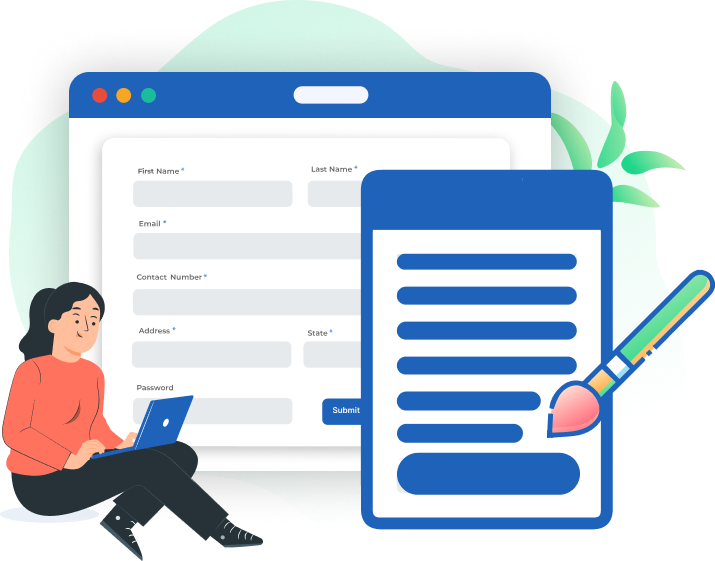 First Name *
Last Name *
Email *
Contact Number *
Address *
State *
Password
Submit